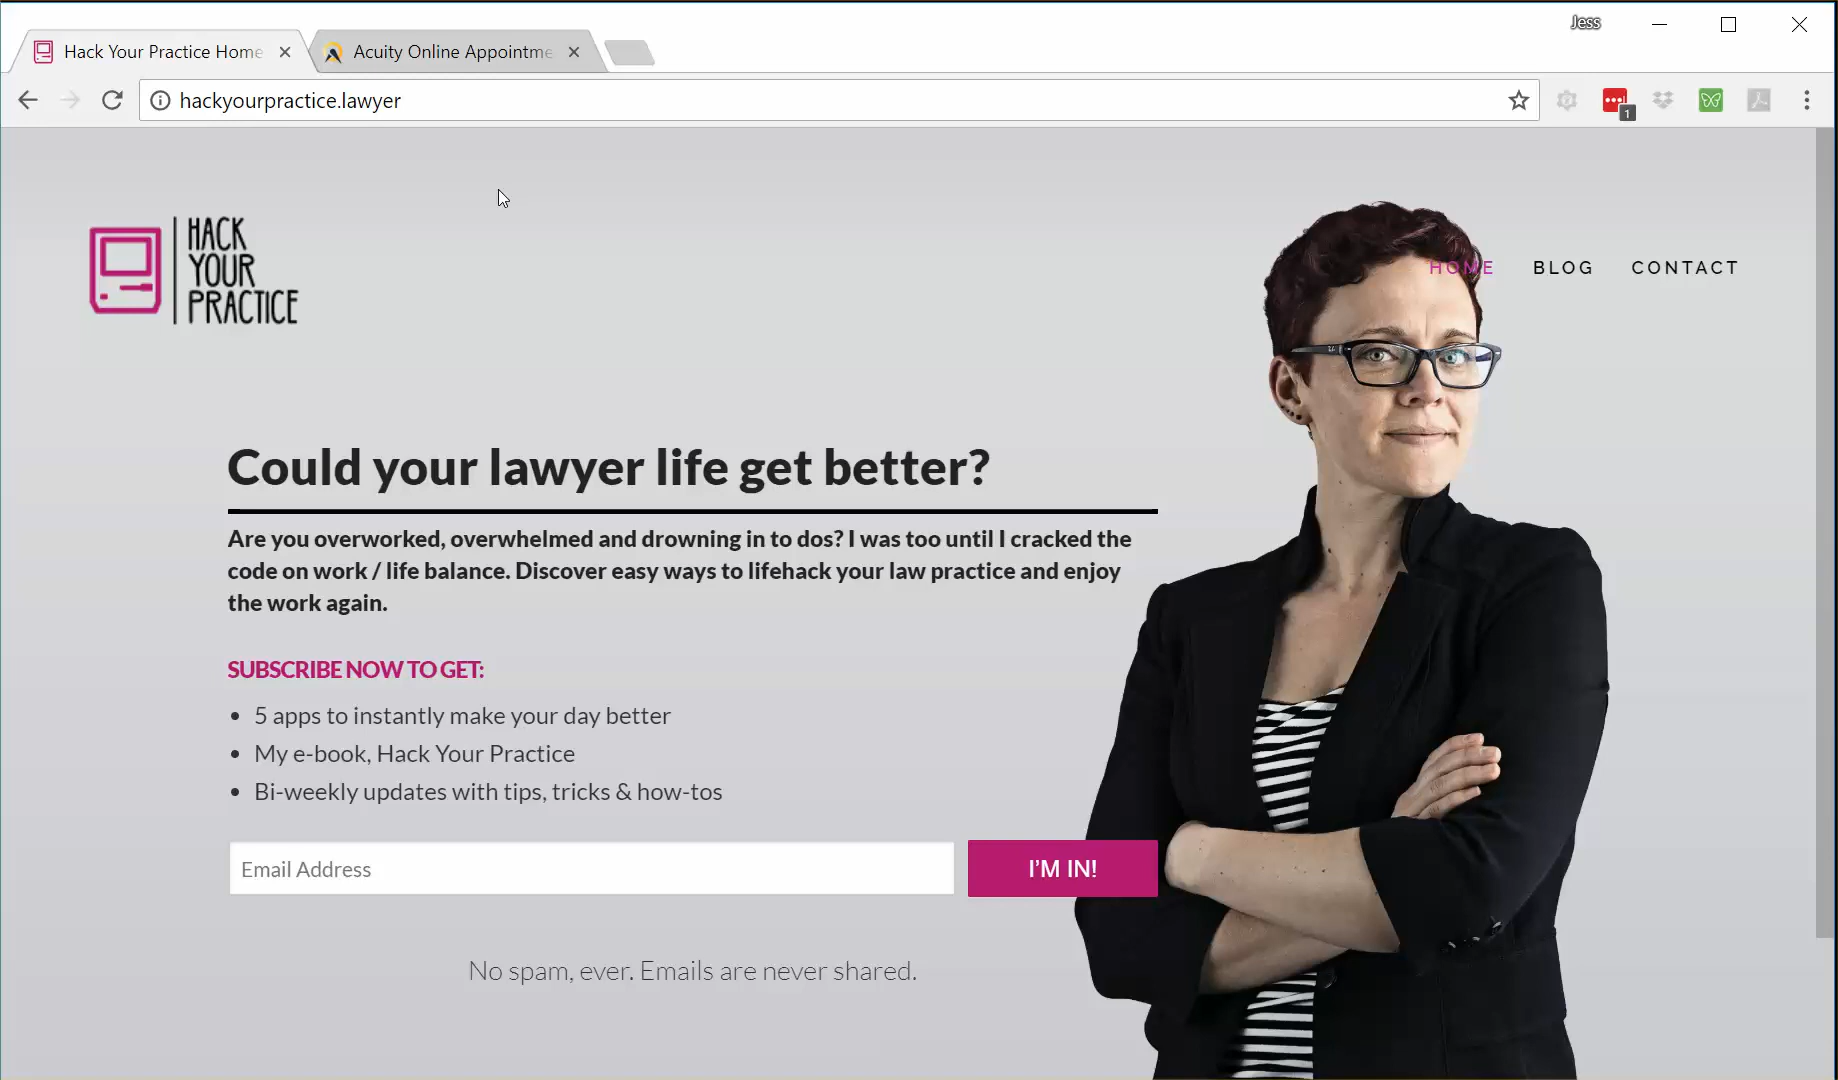 Jess
Hack Your Practice Home
Acuity Online Appointme
hackyourpractice.lawyer
1
HACK
YOUR
PRACTICE
HOME
BLOG
CONTACT
Could your lawyer life get better?
Are you overworked, overwhelmed and drowning in to dos? I was too until I cracked the
code on work / life balance. Discover easy ways to lifehack your law practice and enjoy
the work again.
SUBSCRIBE NOW TO GET:
• 5 apps to instantly make your day better
• My e-book, Hack Your Practice
• Bi-weekly updates with tips, tricks & how-tos
Email Address
I'M IN!
No spam, ever. Emails are never shared.